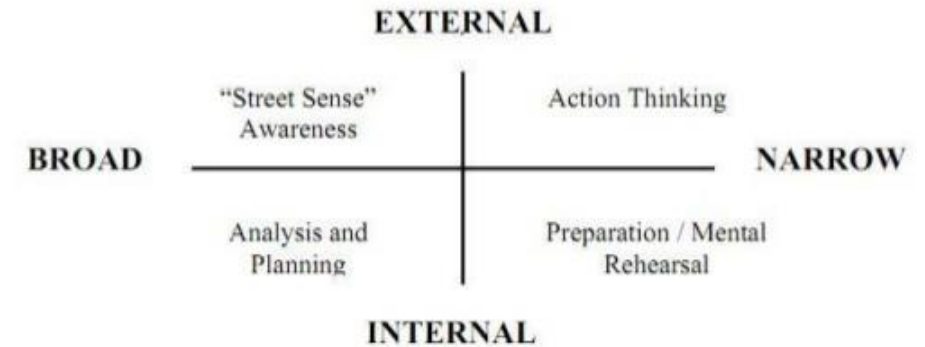 EXTERNAL
“Street Sense” Action Thinking
Awareness
BROAD NARROW
Analysis and Preparation / Mental
Planning Rehearsal
INTERNAL